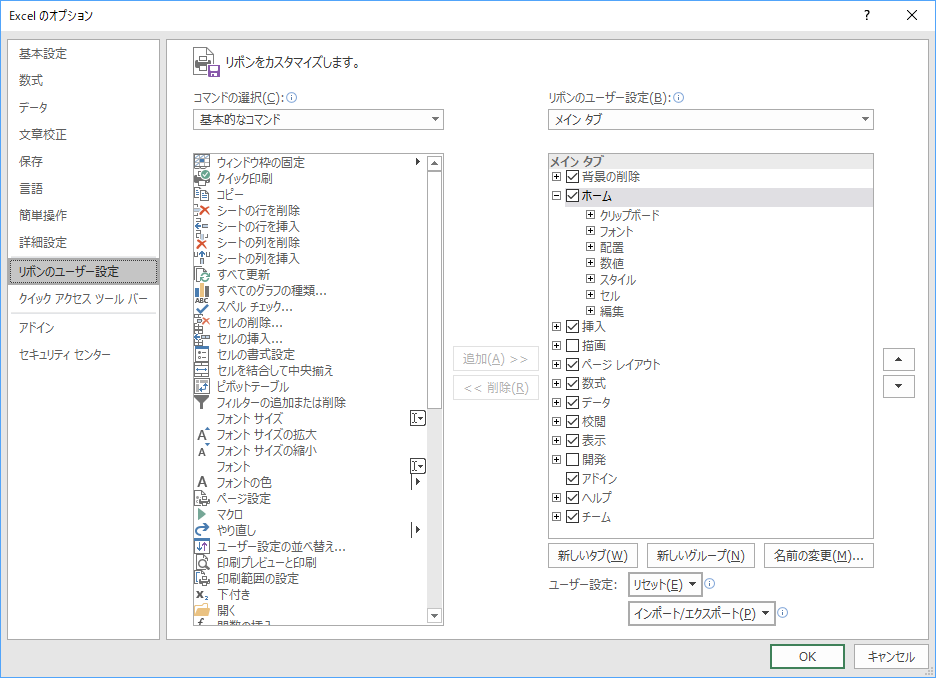 Excel のオプション
?
基本設定
数式
データ
文章校正
保存
言語
簡単操作
詳細設定
リボンのユーザー設定
クイック アクセス ツール バー
アドイン
セキュリティ センター
リボンをカスタマイズします。
コマンドの選択(C):
基本的なコマンド
ウィンドウ枠の固定
クイック印刷
コピー
シートの行を削除
シートの行を挿入
シートの列を削除
シートの列を挿入
すべて更新
すべてのグラフの種類...
スペル チェック...
セルの削除...
セルの挿入...
セルの書式設定
セルを結合して中央揃え
ピボットテーブル
フィルターの追加または削除
フォント サイズ
フォント サイズの拡大
フォント サイズの縮小
フォント
フォントの色
ページ設定
マクロ
やり直し
ユーザー設定の並べ替え...
印刷プレビューと印刷
印刷範囲の設定
下付き
開く
関数の挿入
追加(A) >>
<< 削除(R)
リボンのユーザー設定(B):
メイン タブ
メイン タブ
背景の削除
ホーム
クリップボード
フォント
配置
数値
スタイル
セル
編集
挿入
描画
ページ レイアウト
数式
データ
校閲
表示
開発
アドイン
ヘルプ
チーム
新しいタブ(W)
新しいグループ(N)
名前の変更(M)...
ユーザー設定:
リセット(E)
インポート/エクスポート(P)
OK
キャンセル